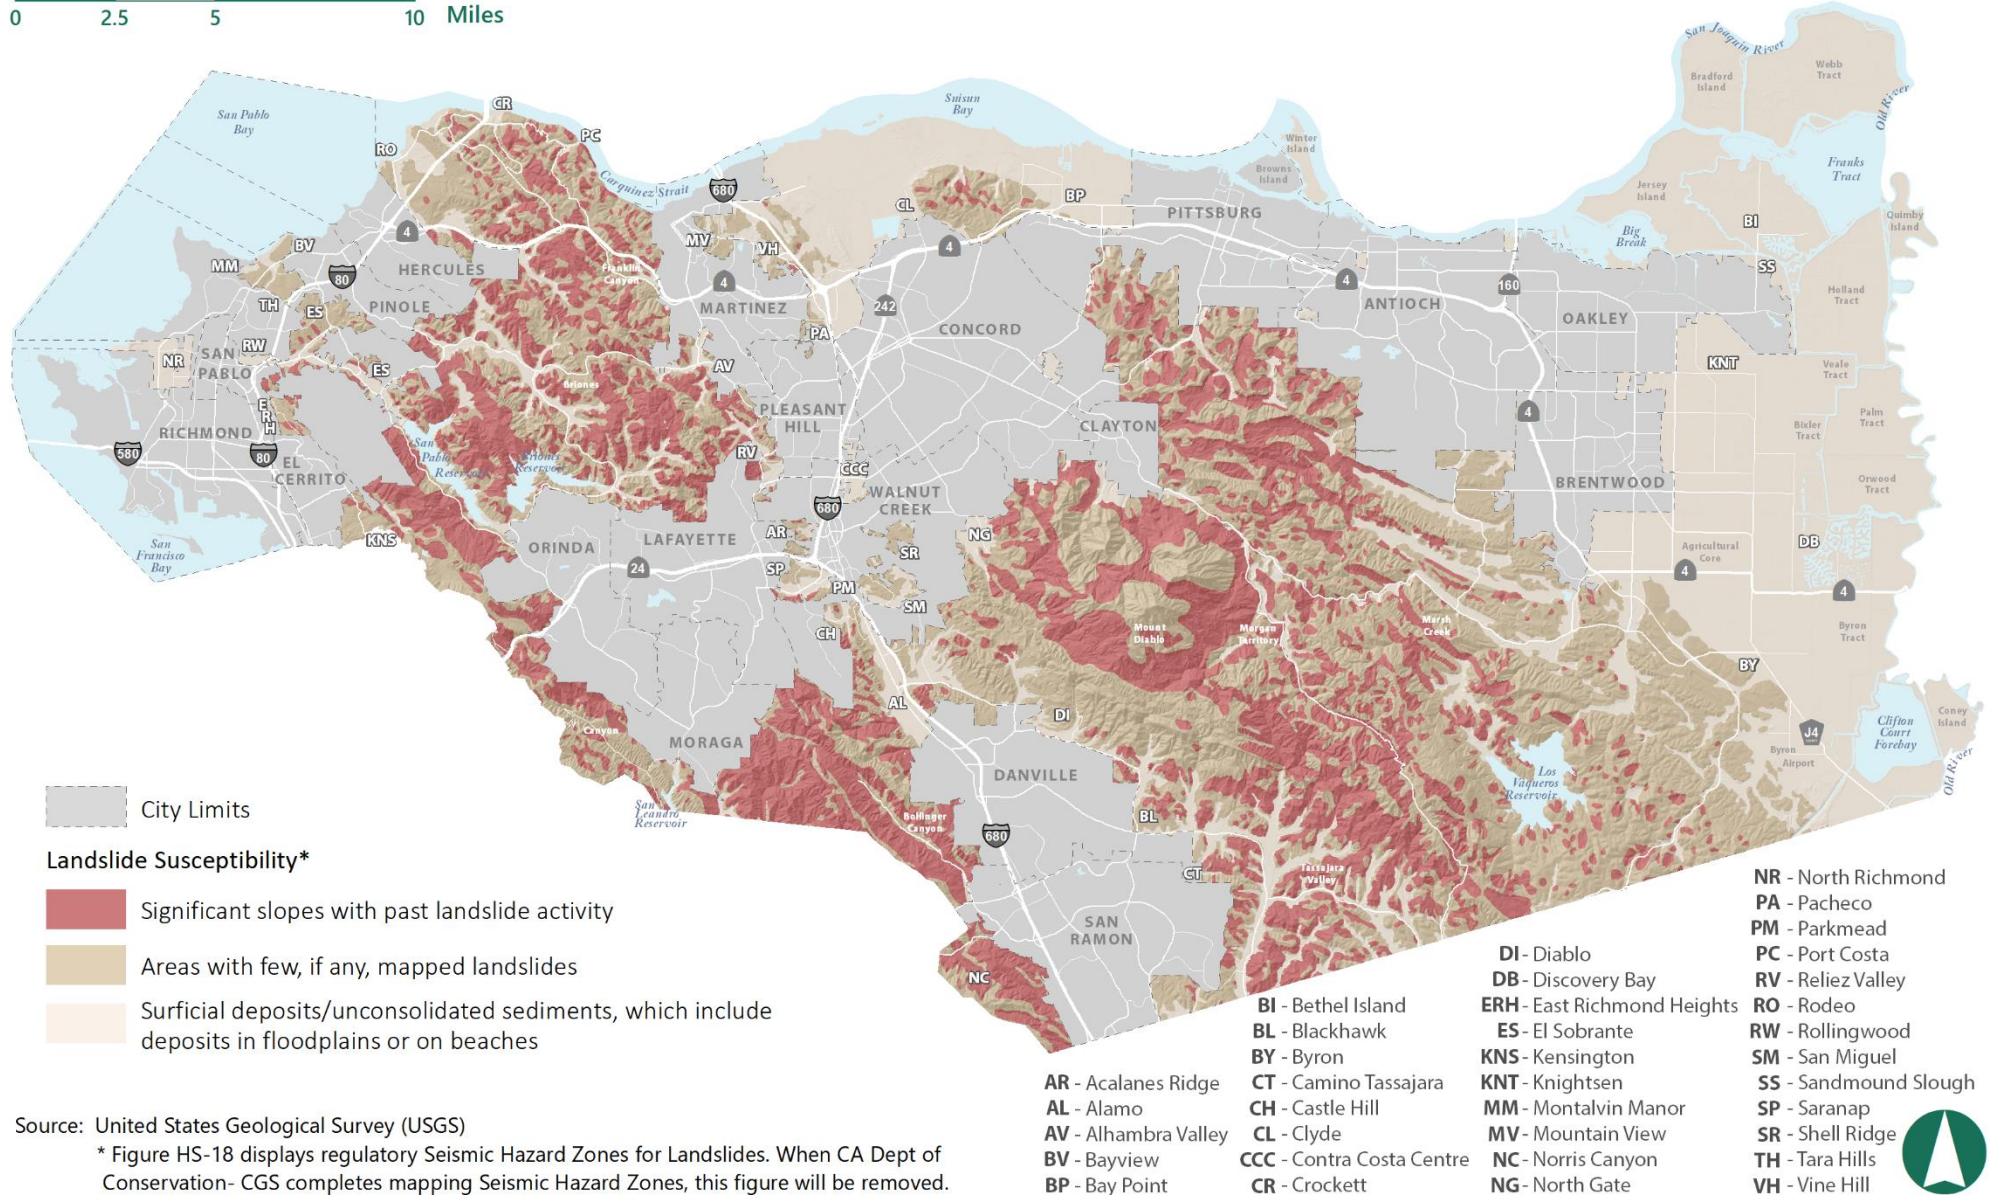 0 2.5 5 10 Miles
San Joaquin River
Webb
Tract
Bradford
Island
Old River
San Pablo
Bay
CR
Suisun
Bay
PC
RO
Winter
Island
Browns
Island
Franks
Tract
Carquinez Strait
680
Jersey
Island
CL
BP
PITTSBURG
BI
Quimby
Island
4
BV
MV
VH
4
Big
Break
MM
80
HERCULES
Franklin
Canyon
4
4
160
SS
TH
ES
PINOLE
MARTINEZ
242
ANTIOCH
OAKLEY
Holland
Tract
RW
PA
CONCORD
NR
SAN
PABLO
ES
AV
KNT
Veale
Tract
Briones
E
R
H
PLEASANT
HILL
4
Palm
Tract
RICHMOND
CLAYTON
Bixler
Tract
580
80
San
Pablo
Reservoir
Briones
Reservoir
RV
EL
CERRITO
CCC
BRENTWOOD
Orwood
Tract
WALNUT
CREEK
680
KNS
ORINDA
LAFAYETTE
AR
SR
NG
San
Francisco
Bay
Agricultural
Core
DB
24
SP
4
4
PM
SM
CH
Mount
Diablo
Morgan
Territory
Marsh
Creek
Byron
Tract
BY
AL
DI
Canyon
MORAGA
Clifton
Court
Forebay
Coney
Island
J4
Byron
Airport
Old River
DANVILLE
Los
Vaqueros
Reservoir
San
Leandro
Reservoir
Bollinger
Canyon
680
BL
CT
Tassajara
Valley
SAN
RAMON
NC
City Limits
Landslide Susceptibility*
Significant slopes with past landslide activity
Areas with few, if any, mapped landslides
Surficial deposits/unconsolidated sediments, which include
deposits in floodplains or on beaches
Source: United States Geological Survey (USGS)
* Figure HS-18 displays regulatory Seismic Hazard Zones for Landslides. When CA Dept of
Conservation- CGS completes mapping Seismic Hazard Zones, this figure will be removed.
AR - Acalanes Ridge
AL - Alamo
AV - Alhambra Valley
BV - Bayview
BP - Bay Point
BI - Bethel Island
BL - Blackhawk
BY - Byron
CT - Camino Tassajara
CH - Castle Hill
CL - Clyde
CCC - Contra Costa Centre
CR - Crockett
DI - Diablo
DB - Discovery Bay
ERH - East Richmond Heights
ES - El Sobrante
KNS - Kensington
KNT - Knightsen
MM - Montalvin Manor
MV - Mountain View
NC - Norris Canyon
NG - North Gate
NR - North Richmond
PA - Pacheco
PM - Parkmead
PC - Port Costa
RV - Reliez Valley
RO - Rodeo
RW - Rollingwood
SM - San Miguel
SS - Sandmound Slough
SP - Saranap
SR - Shell Ridge
TH - Tara Hills
VH - Vine Hill